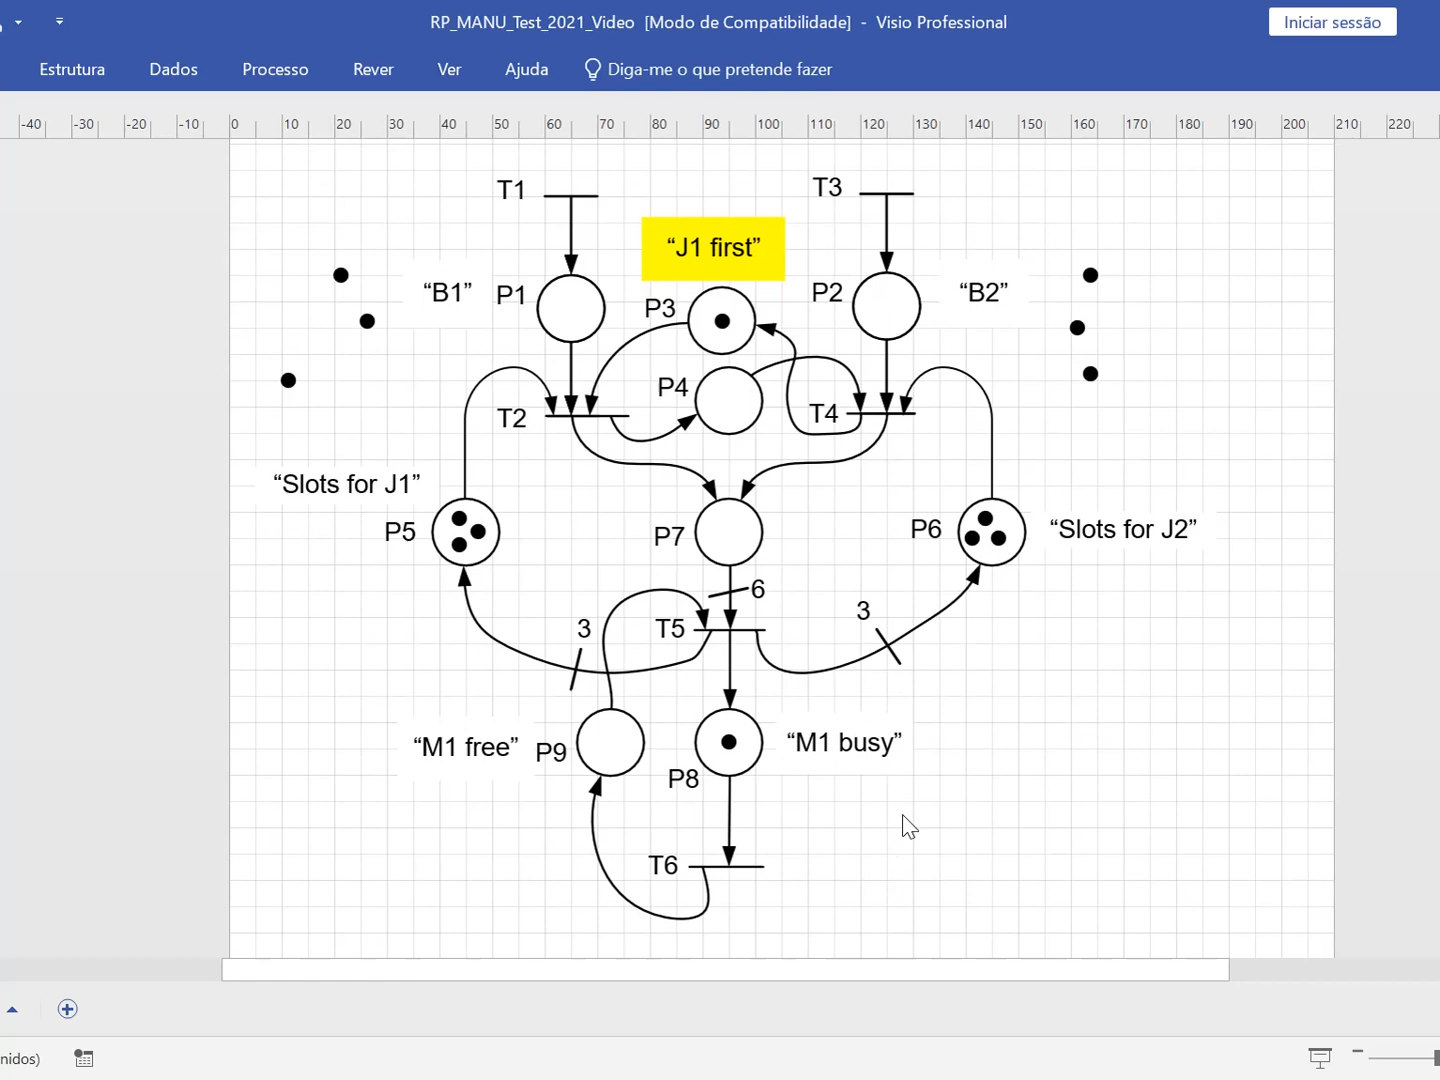 RP_MANU_Test_2021_Video [Modo de Compatibilidade] - Visio Professional
Iniciar sessão
Estrutura Dados Processo Rever Ver Ajuda Diga-me o que pretende fazer
-40 -30 -20 -10 0 10 20 30 40 50 60 70 80 90 100 110 120 130 140 150 160 170 180 190 200 210 220
T1
T3
“J1 first”
“B1”
P1
P3
P2
“B2”
P4
T2
T4
“Slots for J1”
P5
P7
P6
“Slots for J2”
6
3
T5
3
“M1 free”
P9
“M1 busy”
P8
T6
nidos)